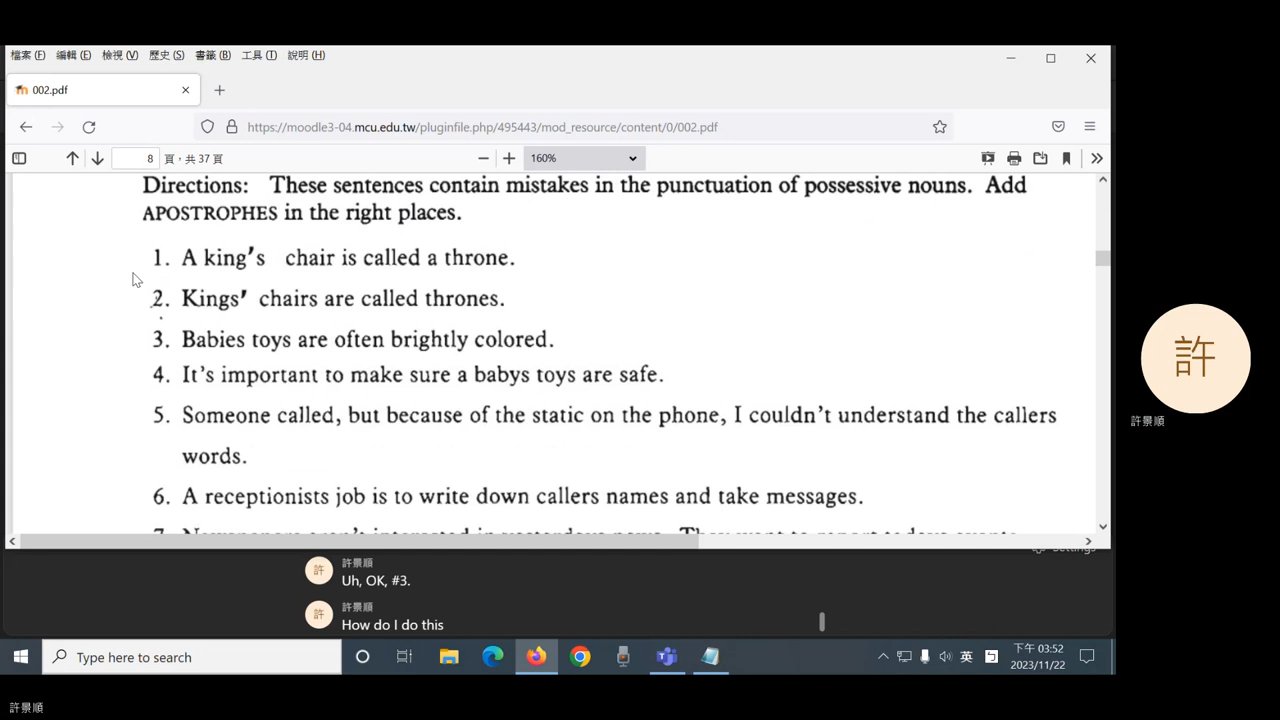 檔案(F) 編輯(E) 檢視(V) 歷史(S) 書籤(B) 工具(T) 說明(H)
002.pdf
https://moodle3-04.mcu.edu.tw/pluginfile.php/495443/mod_resource/content/0/002.pdf
8 頁，共 37 頁 160%
Directions: These sentences contain mistakes in the punctuation of possessive nouns. Add
APOSTROPHES in the right places.
1. A king's chair is called a throne.
2. Kings' chairs are called thrones.
3. Babies toys are often brightly colored.
4. It's important to make sure a babys toys are safe.
5. Someone called, but because of the static on the phone, I couldn't understand the callers
words.
6. A receptionists job is to write down callers names and take messages.
許
許景順
Settings
許景順
許 Uh, OK, #3.
許景順
許 How do I do this
Type here to search
英
下午 03:52
2023/11/22
許景順